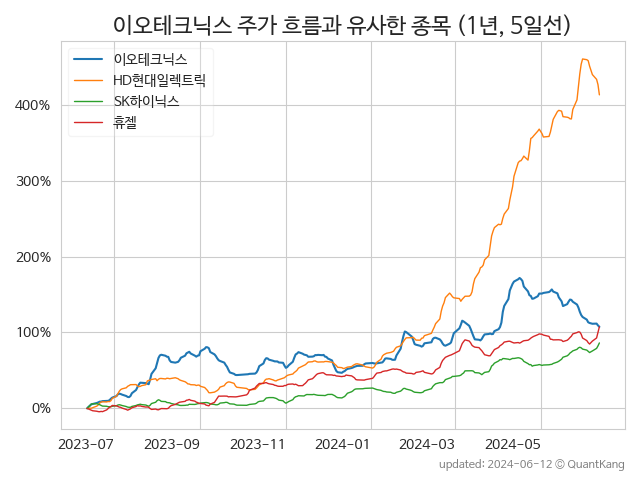 이오테크닉스 주가 흐름과 유사한 종목 (1년, 5일선)
이오테크닉스
HD현대일렉트릭
SK하이닉스
휴젤
400%
300%
200%
100%
0%
2023-07 2023-09 2023-11 2024-01 2024-03 2024-05
updated: 2024-06-12 © QuantKang